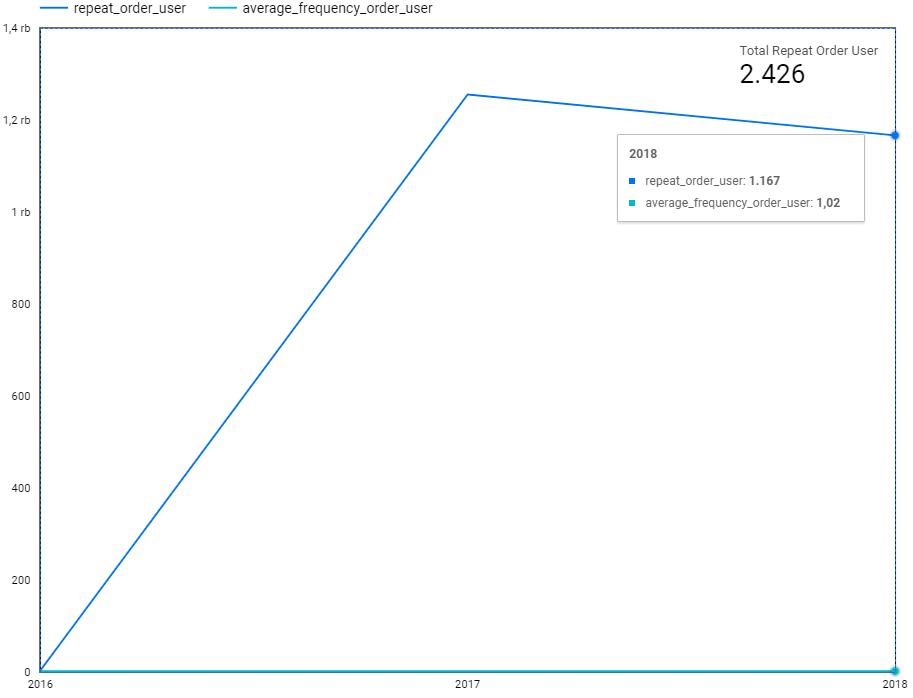 repeat_order_user average_frequency_order_user
1,4 rb
Total Repeat Order User
2.426
1,2 rb
2018
repeat_order_user: 1.167
average_frequency_order_user: 1,02
1 rb
800
600
400
200
0
2016 2017 2018